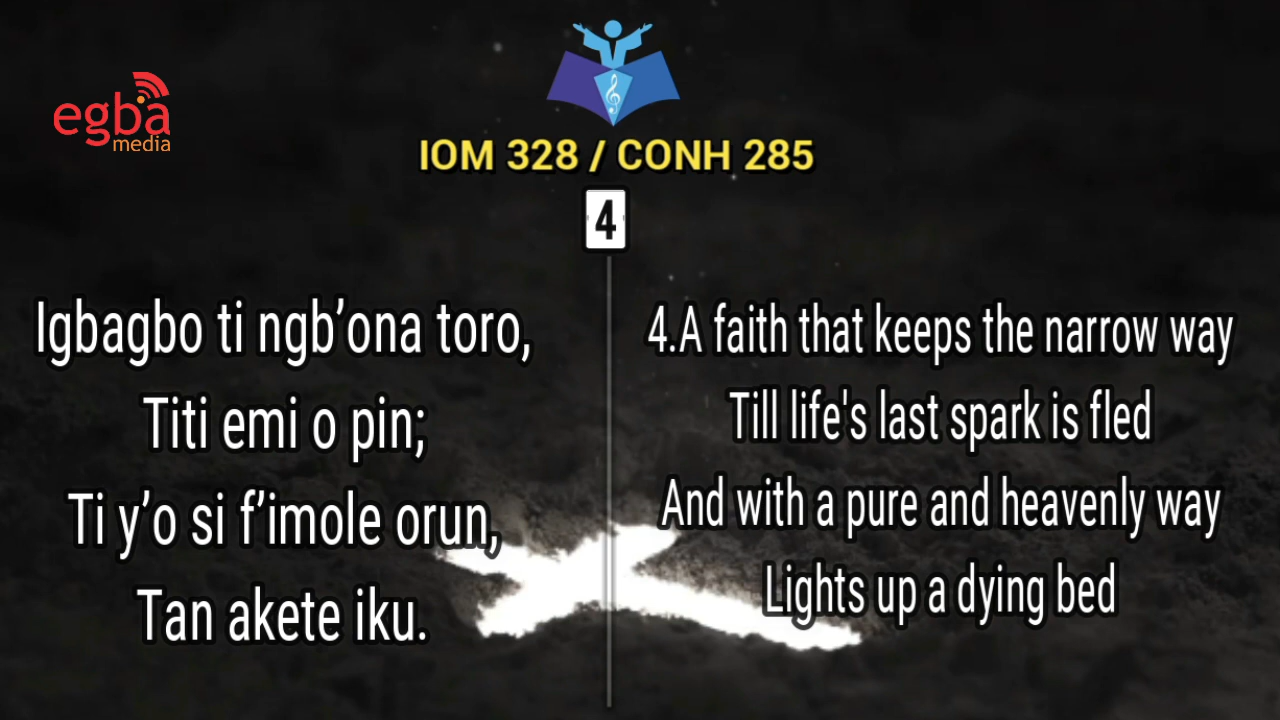 egba
media
IOM 328 / CONH 285
4
Igbagbo ti ngb’ona toro,
Titi emi o pin;
Ti y’o si f’imole orun,
Tan akete iku.
4.A faith that keeps the narrow way
Till life's last spark is fled
And with a pure and heavenly way
Lights up a dying bed